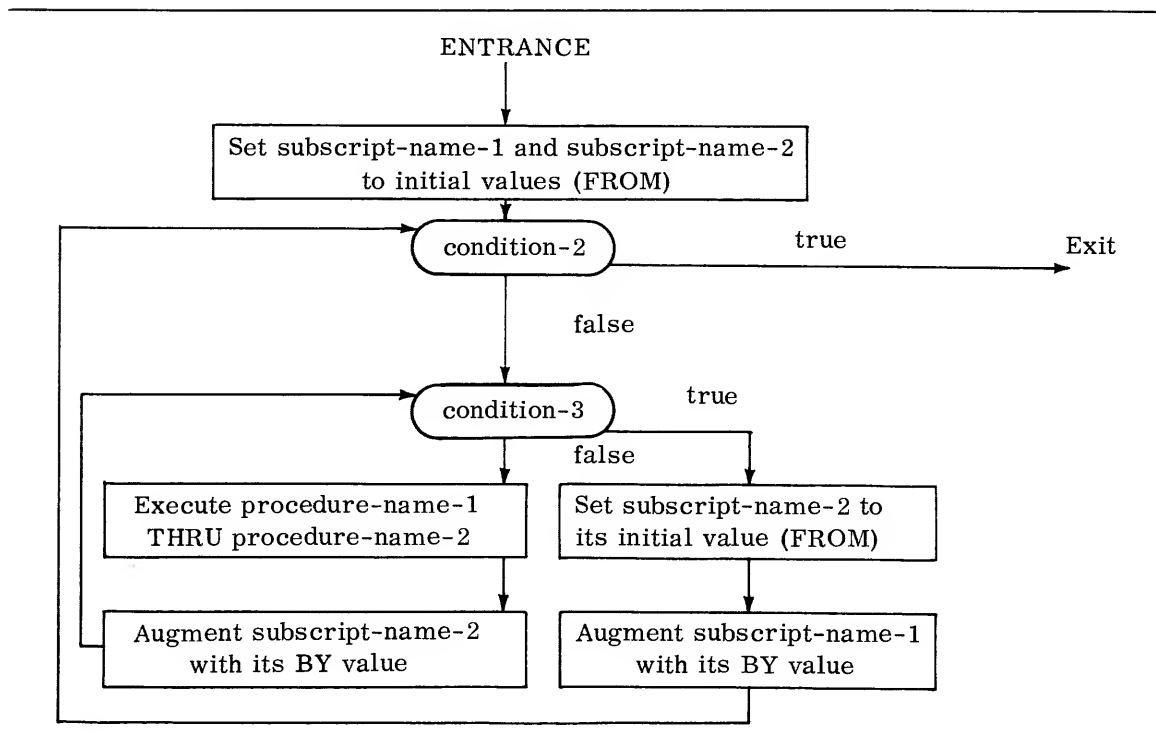 ENTRANCE
Set subscript-name-1 and subscript-name-2
to initial values (FROM)
condition-2
true
Exit
false
condition-3
true
false
Execute procedure-name-1
THRU procedure-name-2
Set subscript-name-2 to
its initial value (FROM)
Augment subscript-name-2
with its BY value
Augment subscript-name-1
with its BY value